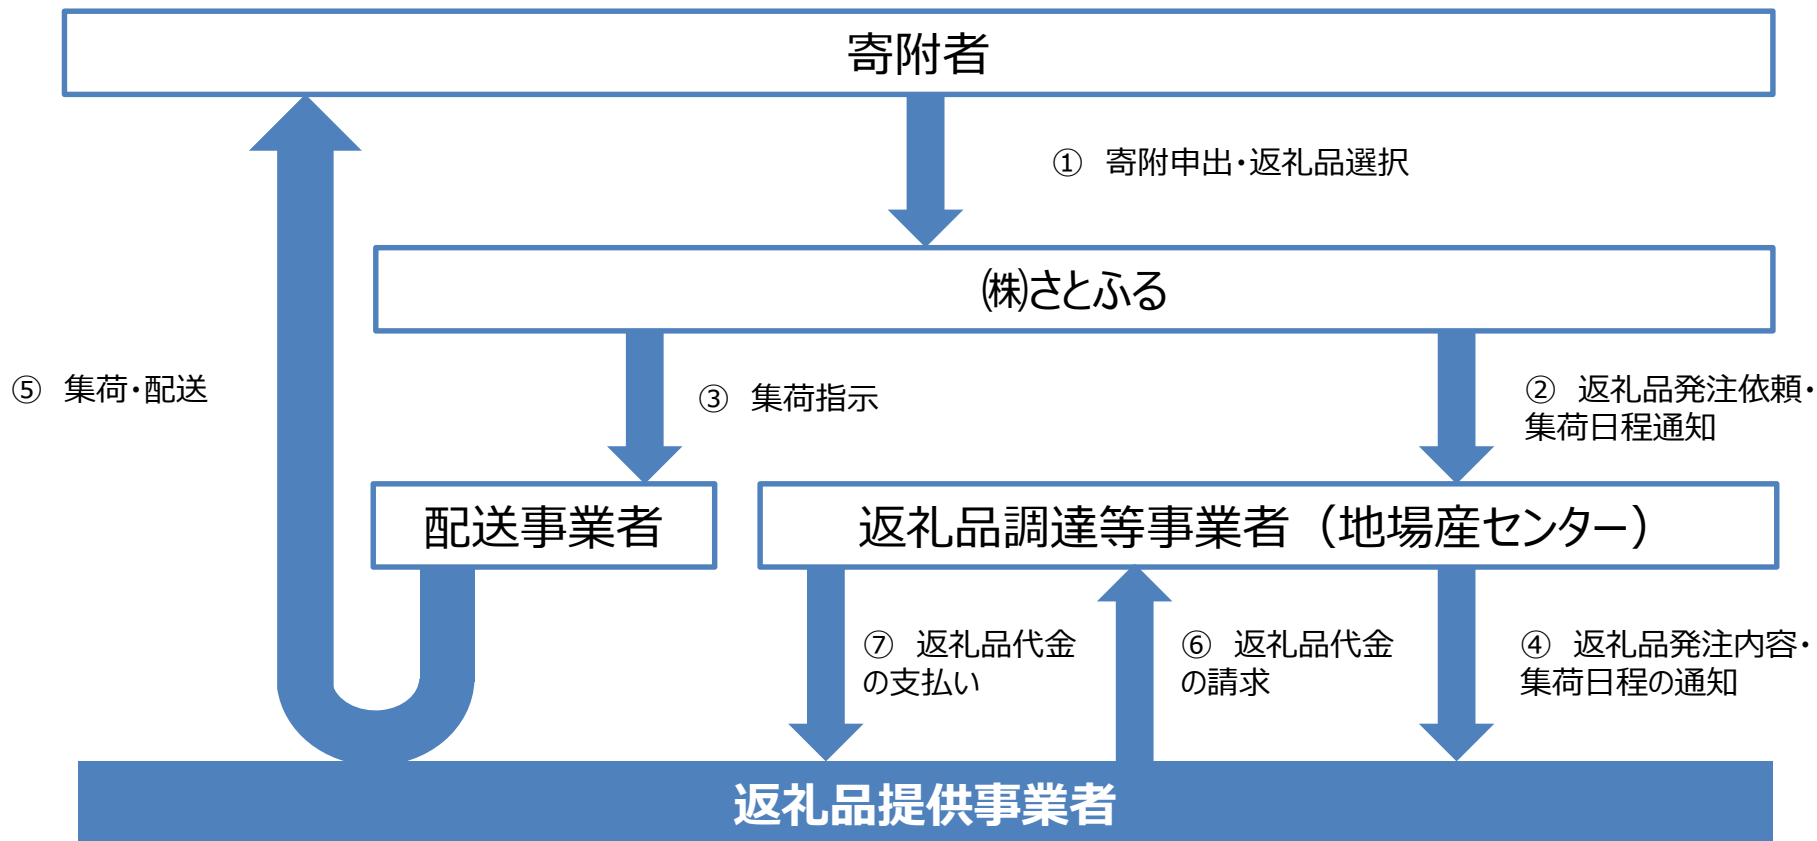 寄附者
① 寄附申出・返礼品選択
㈱さとふる
⑤ 集荷・配送
③ 集荷指示
② 返礼品発注依頼・
集荷日程通知
配送事業者
返礼品調達等事業者（地場産センター）
⑦ 返礼品代金
の支払い
⑥ 返礼品代金
の請求
④ 返礼品発注内容・
集荷日程の通知
返礼品提供事業者